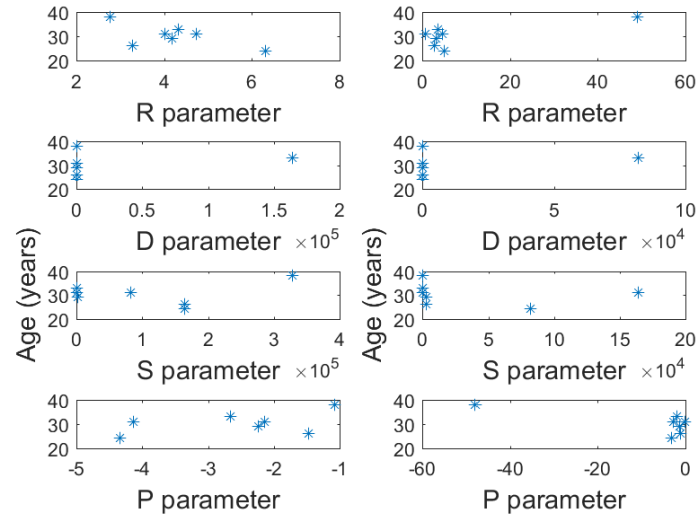 40
30
20
2 4 6 8
R parameter
40
30
20
0 20 40 60
R parameter
40
30
20
0 0.5 1 1.5 2
D parameter ×10^5
40
30
20
0 5 10
D parameter ×10^4
Age (years)
40
30
20
0 1 2 3 4
S parameter ×10^5
Age (years)
40
30
20
0 5 10 15 20
S parameter ×10^4
40
30
20
-5 -4 -3 -2 -1
P parameter
40
30
20
-60 -40 -20 0
P parameter